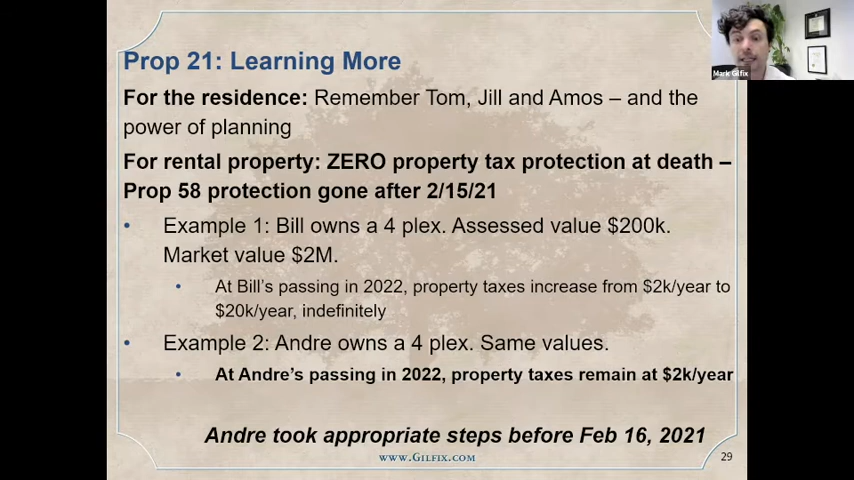 Prop 21: Learning More
For the residence: Remember Tom, Jill and Amos – and the
power of planning
For rental property: ZERO property tax protection at death –
Prop 58 protection gone after 2/15/21
• Example 1: Bill owns a 4 plex. Assessed value $200k.
Market value $2M.
• At Bill's passing in 2022, property taxes increase from $2k/year to
$20k/year, indefinitely
• Example 2: Andre owns a 4 plex. Same values.
• At Andre's passing in 2022, property taxes remain at $2k/year
Andre took appropriate steps before Feb 16, 2021
www.Gilfix.com
29
Mark Gilfix